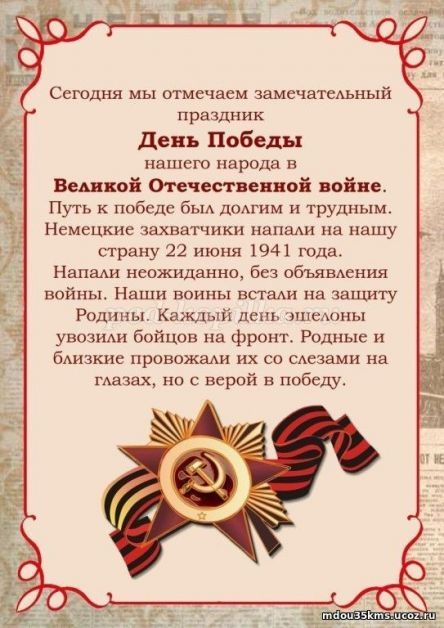 Сегодня мы отмечаем замечательный
праздник
День Победы
нашего народа в
Великой Отечественной войне.
Путь к победе был долгим и трудным.
Немецкие захватчики напали на нашу
страну 22 июня 1941 года.
Напали неожиданно, без объявления
войны. Наши воины встали на защиту
Родины. Каждый день эшелоны
увозили бойцов на фронт. Родные и
близкие провожали их со слезами на
глазах, но с верой в победу.
mdou35kms.ucoz.ru